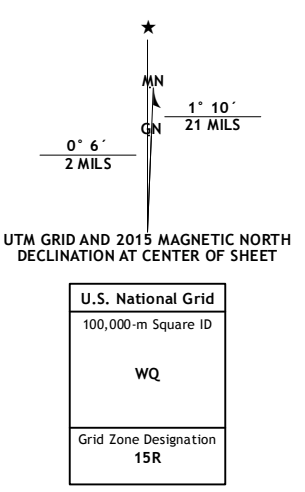 ★
MN
1° 10´
21 MILS
GN
0° 6´
2 MILS
UTM GRID AND 2015 MAGNETIC NORTH
DECLINATION AT CENTER OF SHEET
U.S. National Grid
100,000-m Square ID
WQ
Grid Zone Designation
15R